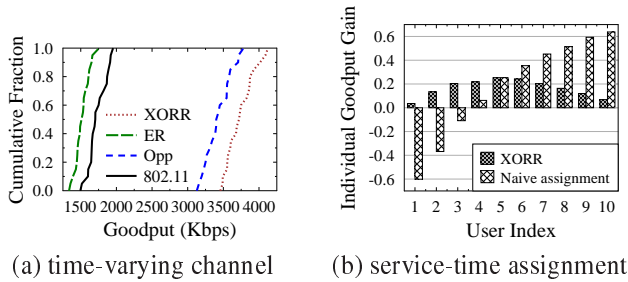 Cumulative Fraction
1.0
0.8
0.6
0.4
0.2
0.0
XORR
ER
Opp
802.11
1500 2000 2500 3000 3500 4000
Goodput (Kbps)
(a) time-varying channel
Individual Goodput Gain
0.6
0.4
0.2
0.0
-0.2
-0.4
-0.6
XORR
Naive assignment
1 2 3 4 5 6 7 8 9 10
User Index
(b) service-time assignment